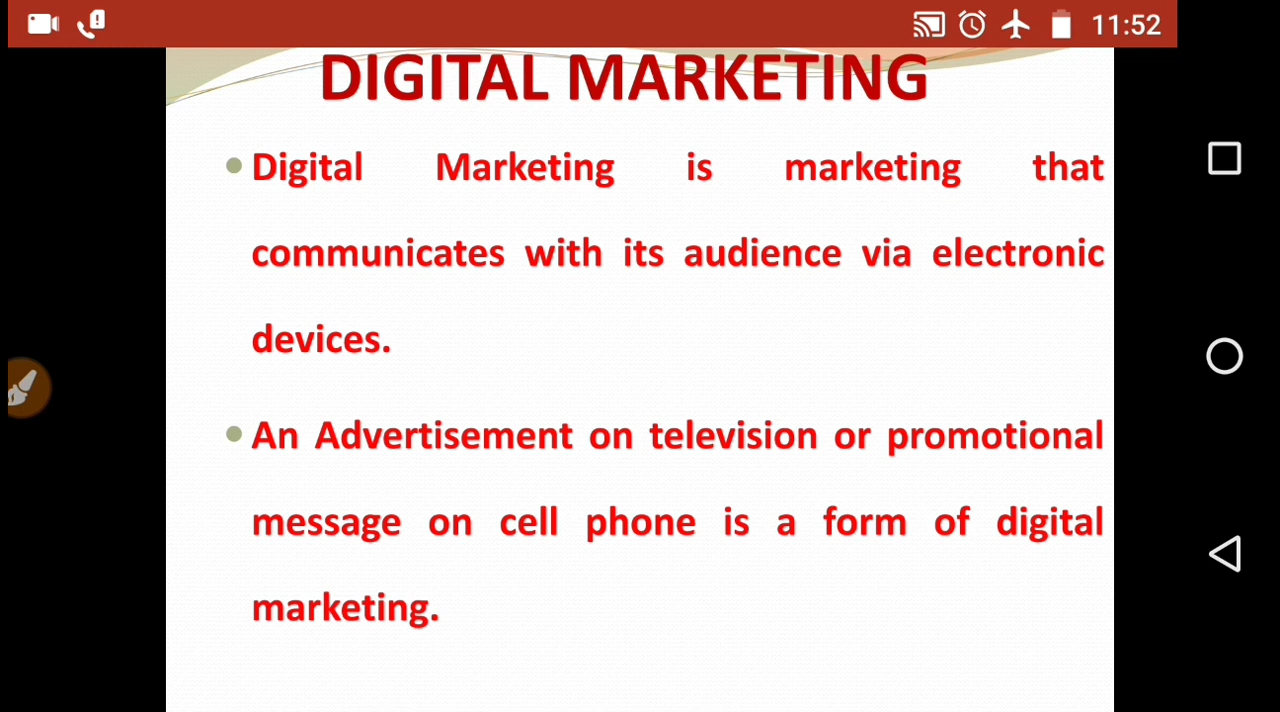 11:52
DIGITAL MARKETING
Digital Marketing is marketing that
communicates with its audience via electronic
devices.
An Advertisement on television or promotional
message on cell phone is a form of digital
marketing.